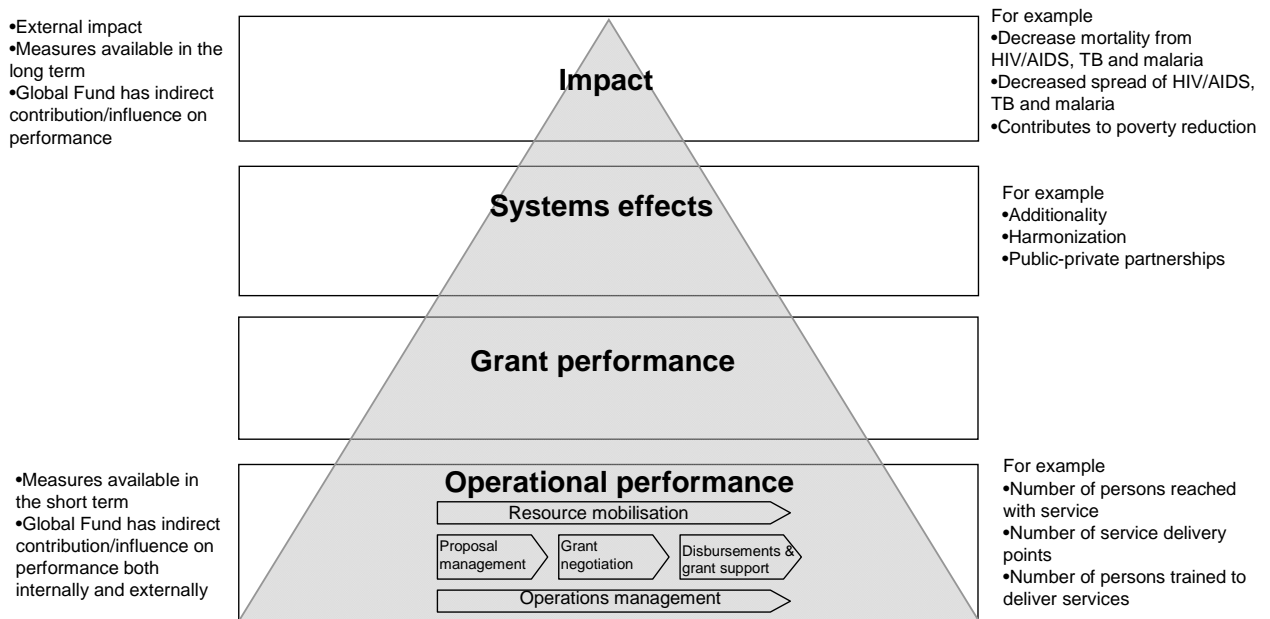 •External impact
•Measures available in the
long term
•Global Fund has indirect
contribution/influence on
performance
Impact
For example
•Decrease mortality from
HIV/AIDS, TB and malaria
•Decreased spread of HIV/AIDS,
TB and malaria
•Contributes to poverty reduction
Systems effects
For example
•Additionality
•Harmonization
•Public-private partnerships
Grant performance
•Measures available in
the short term
•Global Fund has indirect
contribution/influence on
performance both
internally and externally
Operational performance
Resource mobilisation
Proposal
management
Grant
negotiation
Disbursements &
grant support
Operations management
For example
•Number of persons reached
with service
•Number of service delivery
points
•Number of persons trained to
deliver services